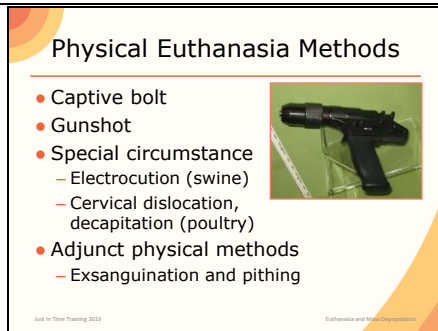 Physical Euthanasia Methods
• Captive bolt
• Gunshot
• Special circumstance
– Electrocution (swine)
– Cervical dislocation,
decapitation (poultry)
• Adjunct physical methods
– Exsanguination and pithing
Just In Time Training 2013
Euthanasia and Mass Depopulation